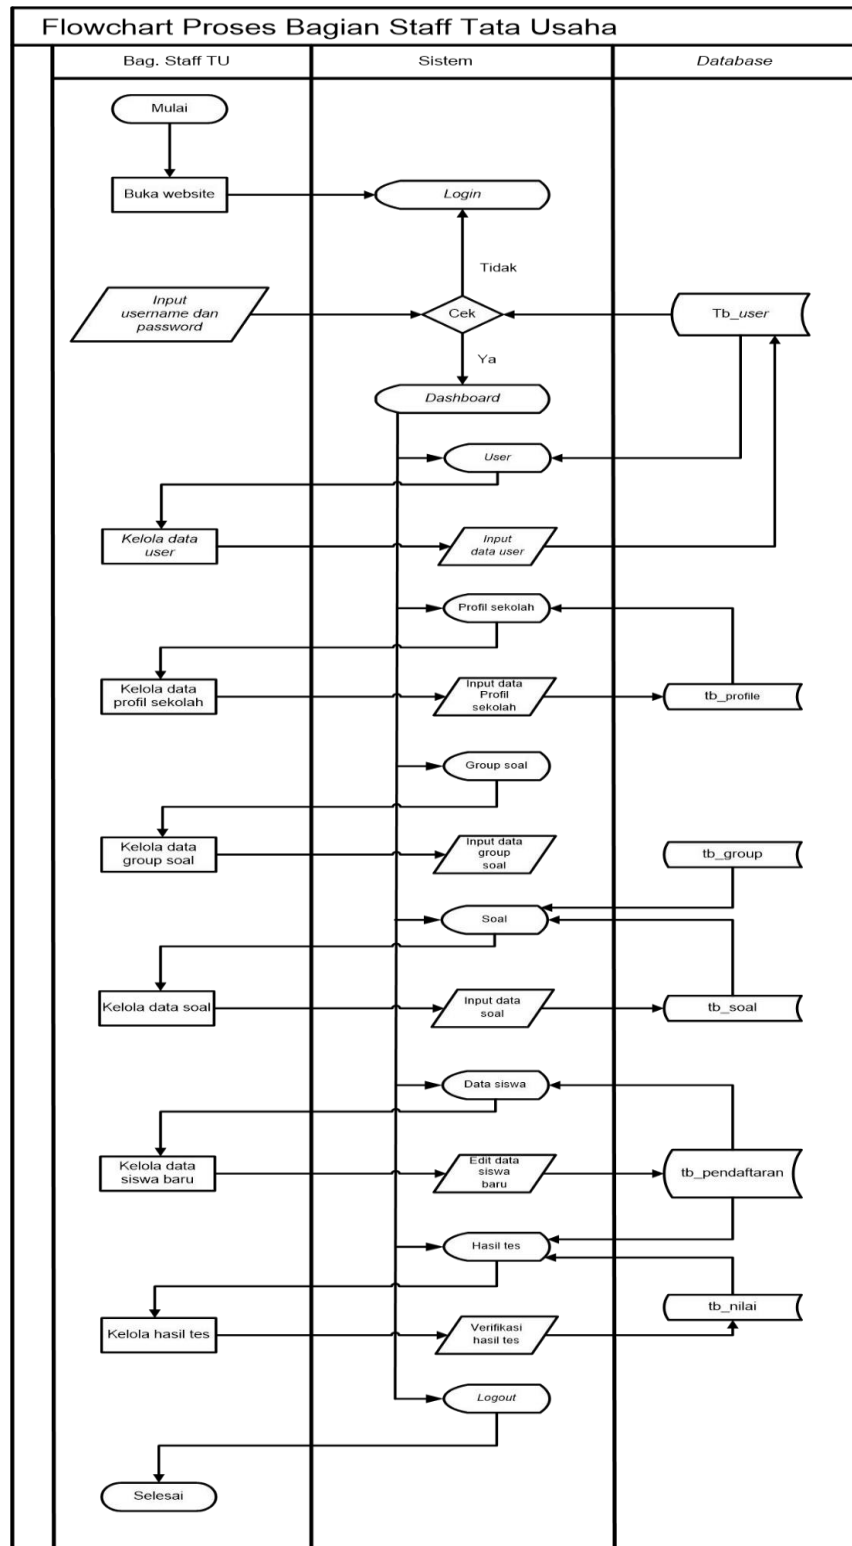 Flowchart Proses Bagian Staff Tata Usaha
Bag. Staff TU
Sistem
Database
Mulai
Buka website
Login
Tidak
Input
username dan
password
Cek
Tb_user
Ya
Dashboard
User
Kelola data
user
Input
data user
Profil sekolah
Kelola data
profil sekolah
Input data
Profil
sekolah
tb_profile
Group soal
Kelola data
group soal
Input data
group
soal
tb_group
Soal
Kelola data soal
Input data
soal
tb_soal
Data siswa
Kelola data
siswa baru
Edit data
siswa
baru
tb_pendaftaran
Hasil tes
tb_nilai
Kelola hasil tes
Verifikasi
hasil tes
Logout
Selesai